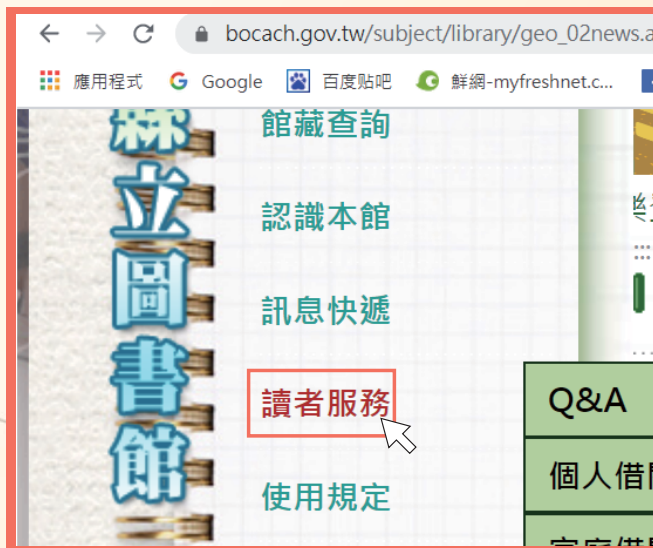 bocach.gov.tw/subject/library/geo_02news.a
應用程式 Google 百度贴吧 鮮網-myfreshnet.c...
縣立圖書館
館藏查詢
認識本館
訊息快遞
讀者服務
使用規定
Q&A
個人借